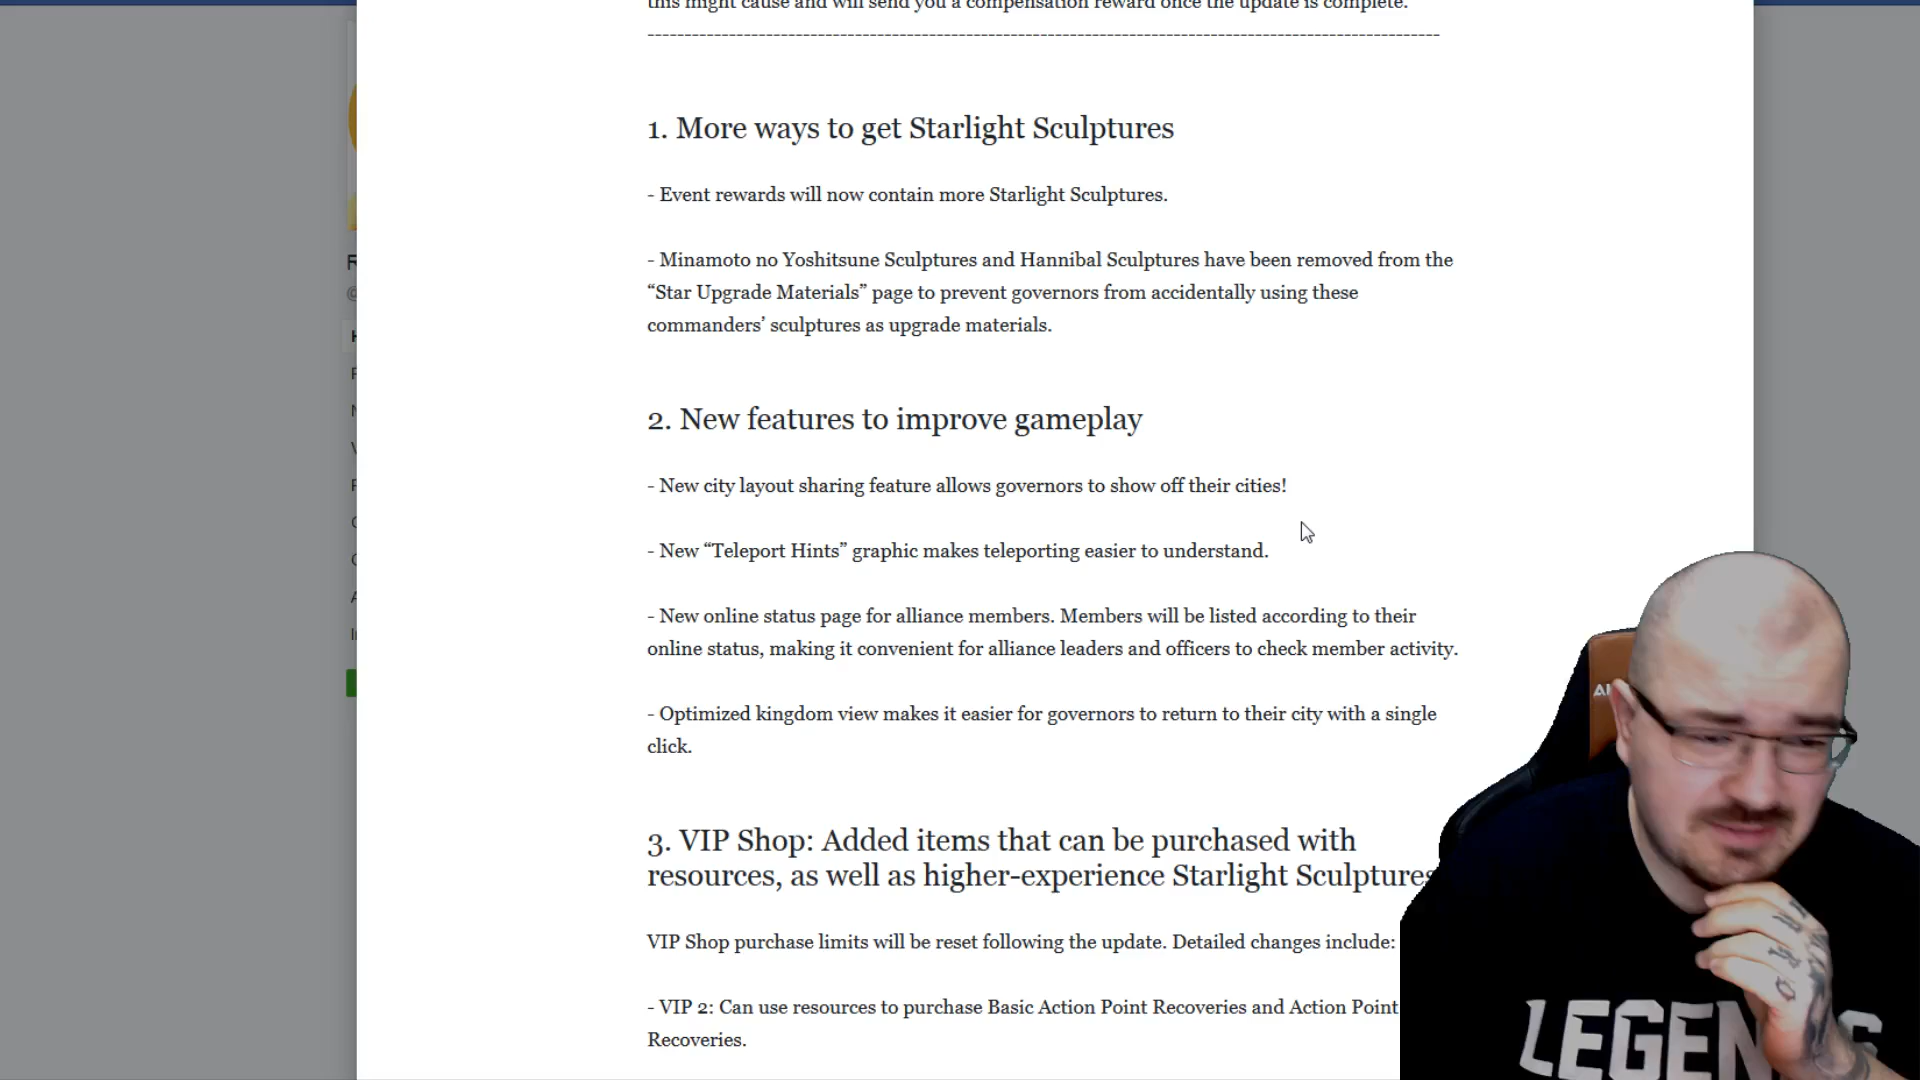 this might cause and will send you a compensation reward once the update is complete.
-----------------------------------------------------------------------------------------------------------
1. More ways to get Starlight Sculptures
- Event rewards will now contain more Starlight Sculptures.
- Minamoto no Yoshitsune Sculptures and Hannibal Sculptures have been removed from the
“Star Upgrade Materials” page to prevent governors from accidentally using these
commanders’ sculptures as upgrade materials.
2. New features to improve gameplay
- New city layout sharing feature allows governors to show off their cities!
- New “Teleport Hints” graphic makes teleporting easier to understand.
- New online status page for alliance members. Members will be listed according to their
online status, making it convenient for alliance leaders and officers to check member activity.
- Optimized kingdom view makes it easier for governors to return to their city with a single
click.
3. VIP Shop: Added items that can be purchased with
resources, as well as higher-experience Starlight Sculptures
VIP Shop purchase limits will be reset following the update. Detailed changes include:
- VIP 2: Can use resources to purchase Basic Action Point Recoveries and Action Point
Recoveries.